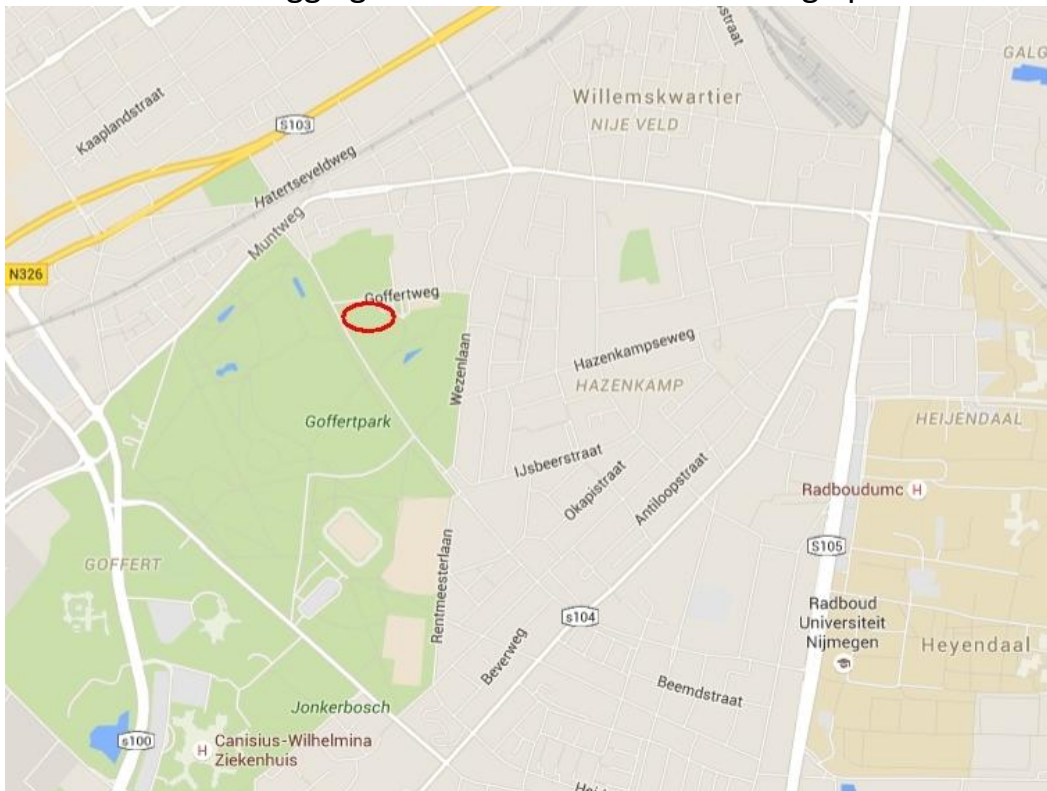 Willemskwartier
NIJE VELD
Kaaplandstraat
S103
Hatertseveldweg
Muntweg
N326
Goffertweg
Wezenlaan
Hazenkampseweg
HAZENKAMP
Goffertpark
HEIJENDAAL
IJsbeerstraat
Okapistraat
Antiloopstraat
Radboudumc H
S105
GOFFERT
Rentmeesterlaan
Radboud
Universiteit
Nijmegen
s104
Heyendaal
Beverweg
Beemdstraat
Jonkerbosch
s100
H Canisius-Wilhelmina
Ziekenhuis